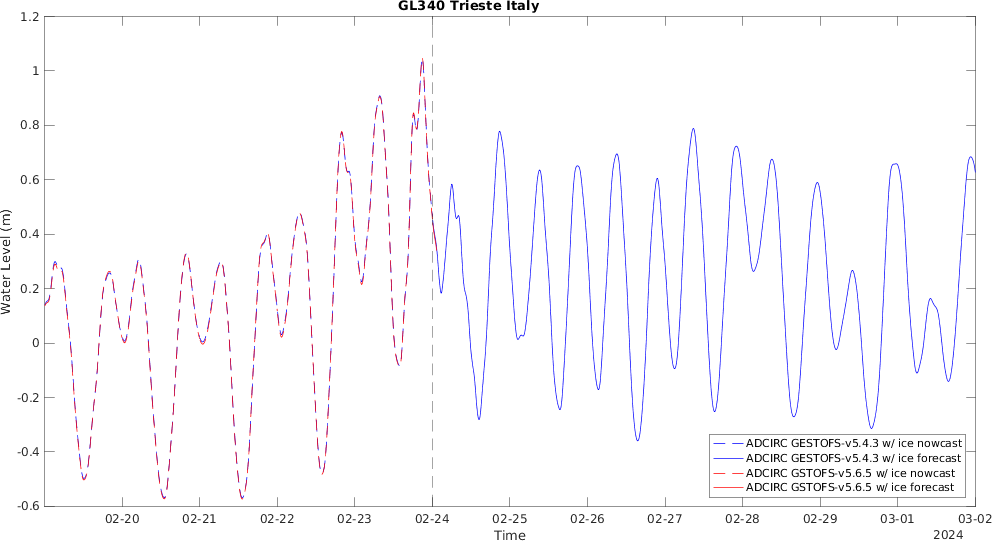 GL340 Trieste Italy
1.2
1
0.8
0.6
0.4
0.2
0
-0.2
-0.4
-0.6
Water Level (m)
ADCIRC GESTOFS-v5.4.3 w/ ice nowcast
ADCIRC GESTOFS-v5.4.3 w/ ice forecast
ADCIRC GSTOFS-v5.6.5 w/ ice nowcast
ADCIRC GSTOFS-v5.6.5 w/ ice forecast
02-20 02-21 02-22 02-23 02-24 02-25 02-26 02-27 02-28 02-29 03-01 03-02
Time
2024